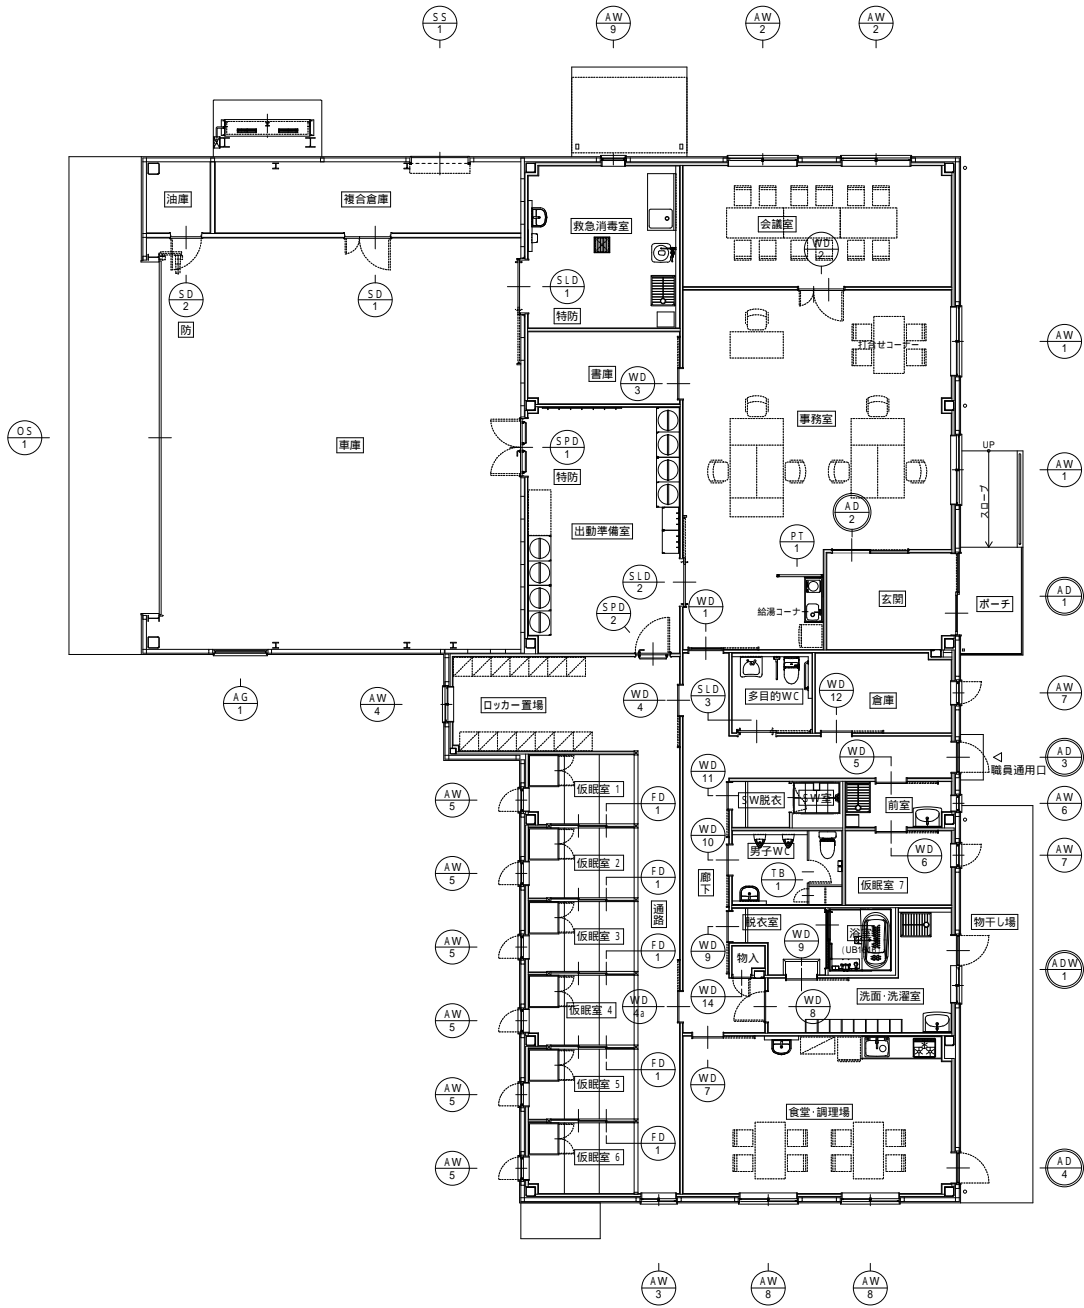 SS
1
AW
9
AW
2
AW
2
油庫
複合倉庫
救急消毒室
会議室
WD
2
SD
2
SD
1
SLD
1
防
特防
AW
1
打合せコーナー
書庫
WD
3
事務室
OS
1
車庫
SPD
1
特防
UP
スロープ
AW
1
AD
2
出動準備室
PT
1
SLD
2
WD
1
SPD
2
給湯コーナー
玄関
ポーチ
AD
1
AG
1
AW
4
ロッカー置場
WD
4
SLD
3
多目的WC
WD
12
倉庫
AW
7
WD
5
AD
3
職員通用口
WD
11
仮眠室 1
FD
1
SW脱衣
SW室
前室
AW
5
AW
6
WD
10
男子WC
WD
6
AW
7
仮眠室 2
FD
1
TB
1
廊下
仮眠室 7
AW
5
通路
脱衣室
物干し場
仮眠室 3
FD
1
WD
9
WD
9
(UB16
AW
5
物入
ADW
1
仮眠室 4
WD
4a
WD
14
WD
8
洗面・洗濯室
AW
5
仮眠室 5
FD
1
WD
7
AW
5
食堂・調理場
仮眠室 6
FD
1
AW
5
AD
4
AW
3
AW
8
AW
8